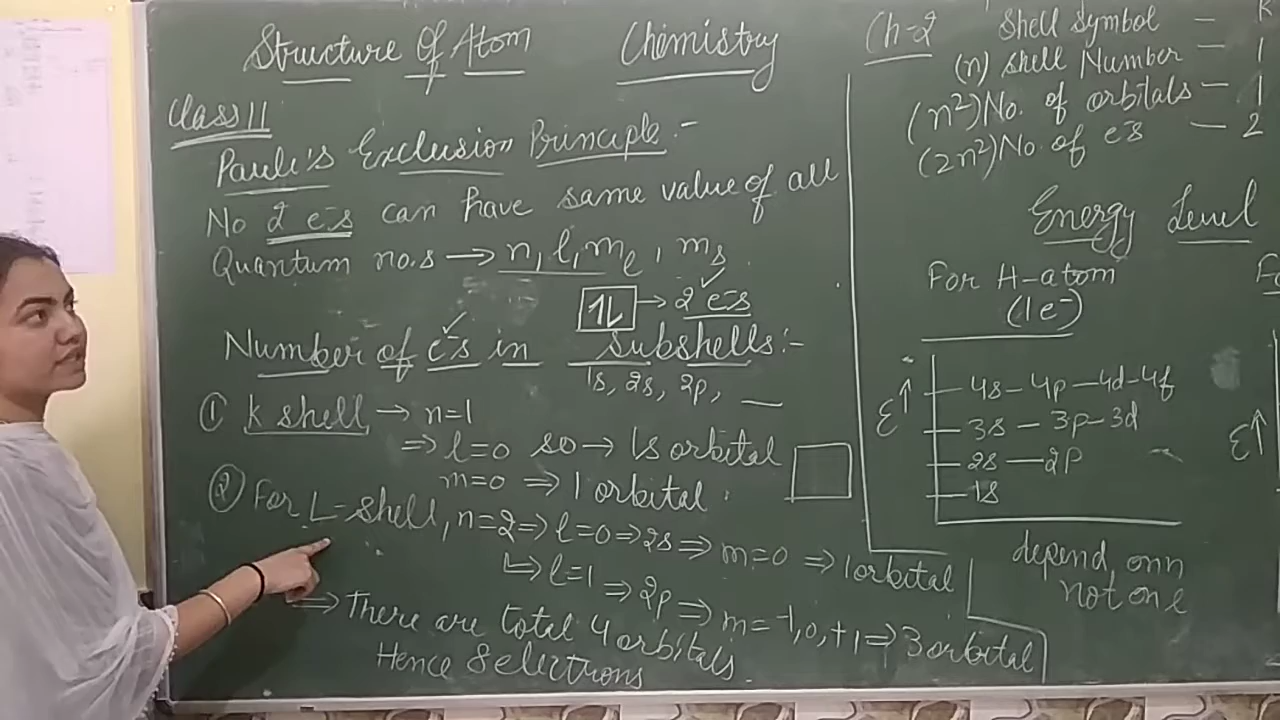 Structure Of Atom Chemistry Ch-2
Class 11
Pauli's Exclusion Principle:-
No 2 e-s can have same value of all
Quantum no.s → n, l, ml, ms
1L → 2 e-s
Number of e-s in subshells:-
1s, 2s, 2p, __
① K shell → n=1
⇒ l=0 so → 1s orbital
m=0 ⇒ 1 orbital
② For L-shell, n=2 ⇒ l=0 ⇒ 2s ⇒ m=0 ⇒ 1 orbital
↳ l=1 ⇒ 2p ⇒ m=-1,0,+1 ⇒ 3 orbital
⇒ There are total 4 orbitals
Hence 8 electrons
Shell Symbol - K
(n) Shell Number - 1
(n²) No. of orbitals - 1
(2n²) No. of e-s - 2
Energy Level
For H-atom
(1e-)
ε ↑
4s-4p-4d-4f
3s-3p-3d
2s-2p
1s
ε↑
depend on n
not on l